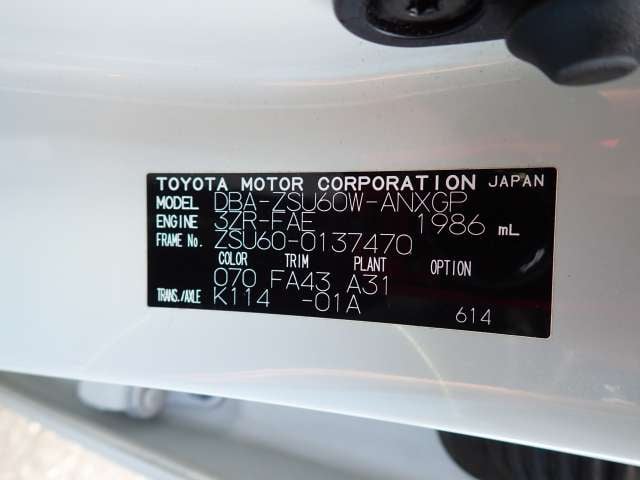 TOYOTA MOTOR CORPORATION JAPAN
MODEL DBA-ZSU60W-ANXGP
ENGINE 3ZR-FAE 1986 mL
FRAME No. ZSU60-0137470
COLOR TRIM PLANT OPTION
070 FA43 A31
TRANS./AXLE K114 -01A
614